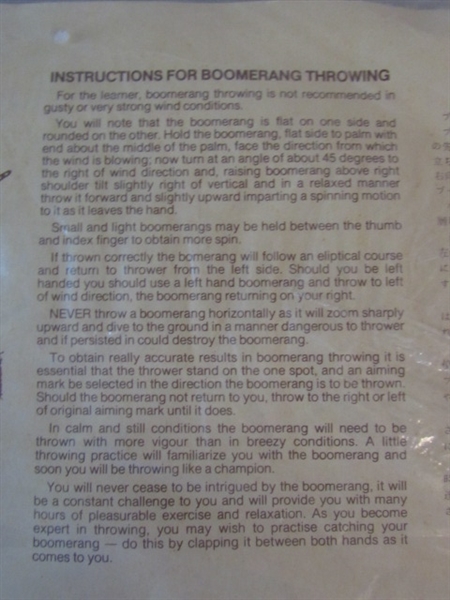 INSTRUCTIONS FOR BOOMERANG THROWING
For the learner, boomerang throwing is not recommended in
gusty or very strong wind conditions.
You will note that the boomerang is flat on one side and
rounded on the other. Hold the boomerang, flat side to palm with
end about the middle of the palm, face the direction from which
the wind is blowing; now turn at an angle of about 45 degrees to
the right of wind direction and, raising boomerang above right
shoulder tilt slightly right of vertical and in a relaxed manner
throw it forward and slightly upward imparting a spinning motion
to it as it leaves the hand.
Small and light boomerangs may be held between the thumb
and index finger to obtain more spin.
If thrown correctly the bomerang will follow an eliptical course
and return to thrower from the left side. Should you be left
handed you should use a left hand boomerang and throw to left
of wind direction, the boomerang returning on your right.
NEVER throw a boomerang horizontally as it will zoom sharply
upward and dive to the ground in a manner dangerous to thrower
and if persisted in could destroy the boomerang.
To obtain really accurate results in boomerang throwing it is
essential that the thrower stand on the one spot, and an aiming
mark be selected in the direction the boomerang is to be thrown.
Should the boomerang not return to you, throw to the right or left
of original aiming mark until it does.
In calm and still conditions the boomerang will need to be
thrown with more vigour than in breezy conditions. A little
throwing practice will familiarize you with the boomerang and
soon you will be throwing like a champion.
You will never cease to be intrigued by the boomerang, it will
be a constant challenge to you and will provide you with many
hours of pleasurable exercise and relaxation. As you become
expert in throwing, you may wish to practise catching your
boomerang — do this by clapping it between both hands as it
comes to you.